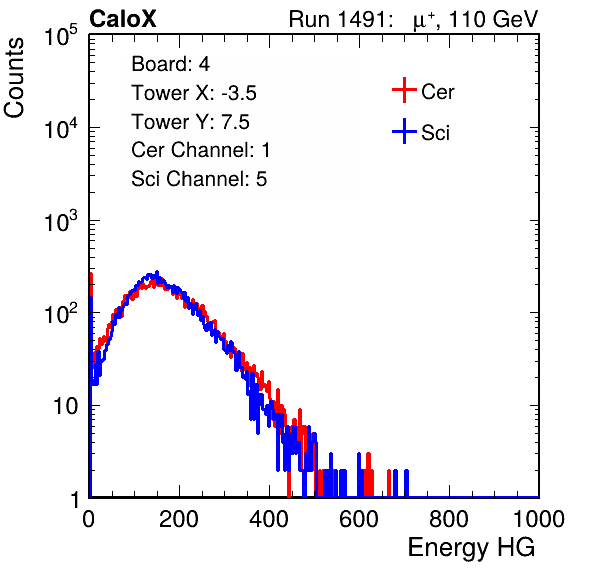 CaloX Run 1491: μ⁺, 110 GeV
Counts
10⁵
10⁴
10³
10²
10
1
Board: 4
Tower X: -3.5
Tower Y: 7.5
Cer Channel: 1
Sci Channel: 5
Cer
Sci
0 200 400 600 800 1000
Energy HG